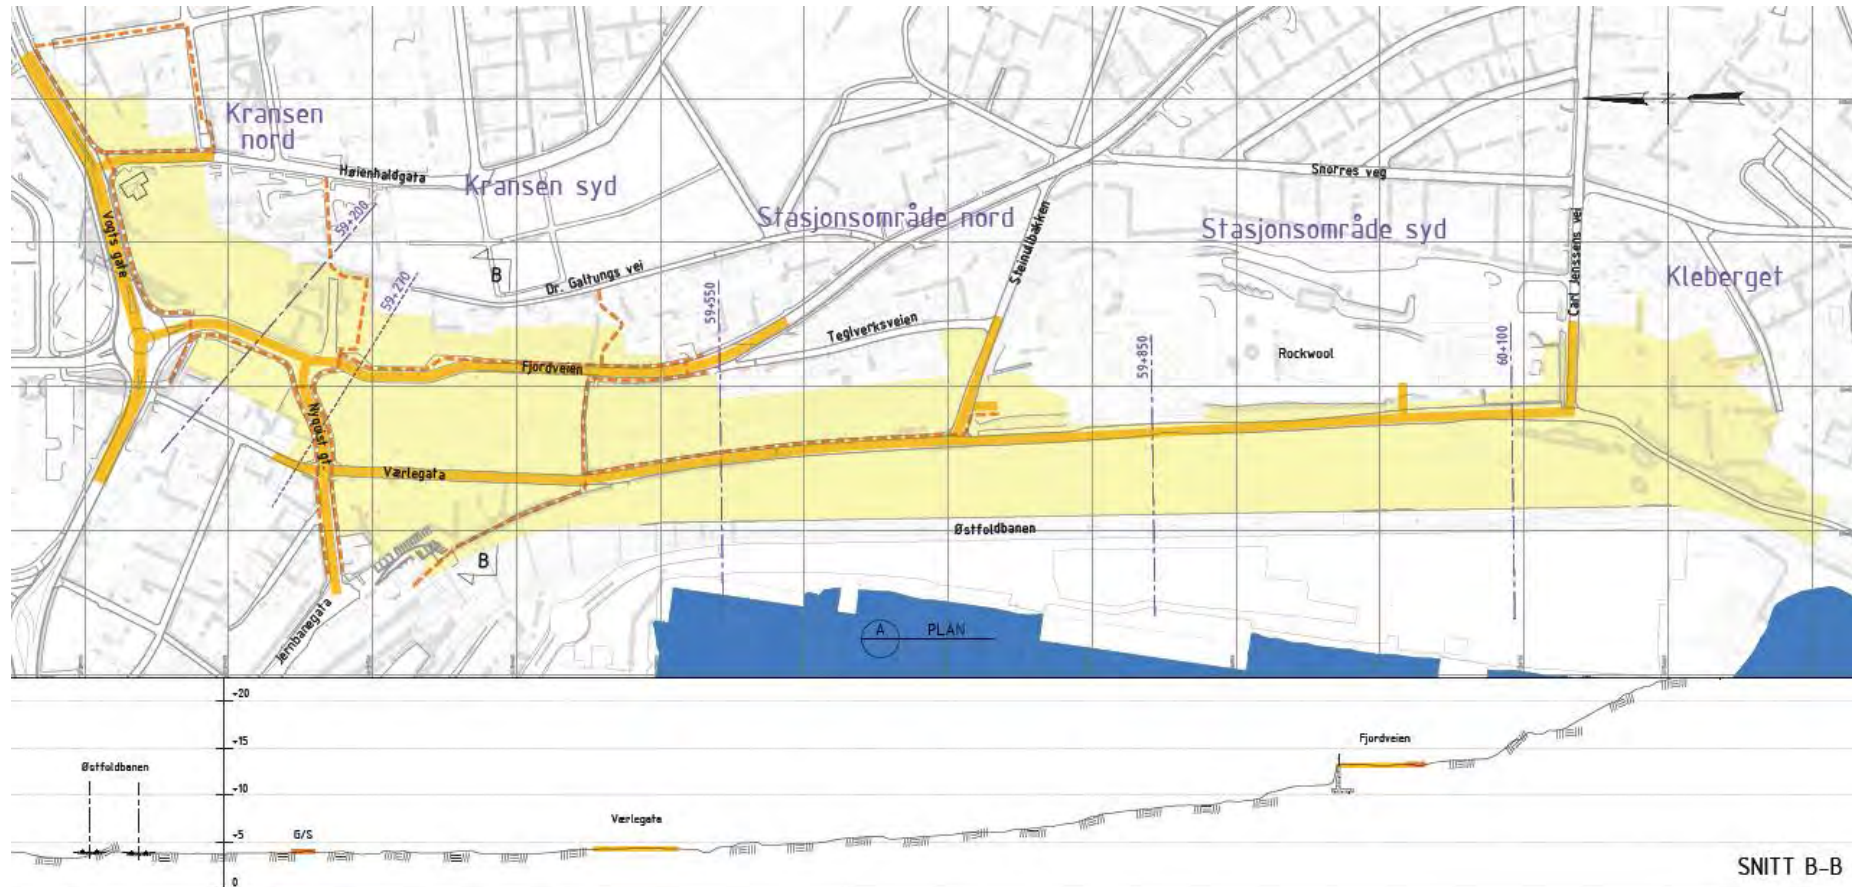 Kransen
nord
Høienhaldgata
Kransen syd
Snorres veg
Stasjonsområde nord
Stasjonsområde syd
Steinulbakken
59+200
Vogts gate
Carl Jenssens vei
Kleberget
B
Dr. Galtungs vei
59+270
59+550
Teglverksveien
59+850
60+100
Rockwool
Fjordveien
Nyquist gt.
Værlegata
Østfoldbanen
B
Jernbanegata
A PLAN
+20
+15
Fjordveien
Østfoldbanen
+10
Værlegata
+5
G/S
0
SNITT B-B